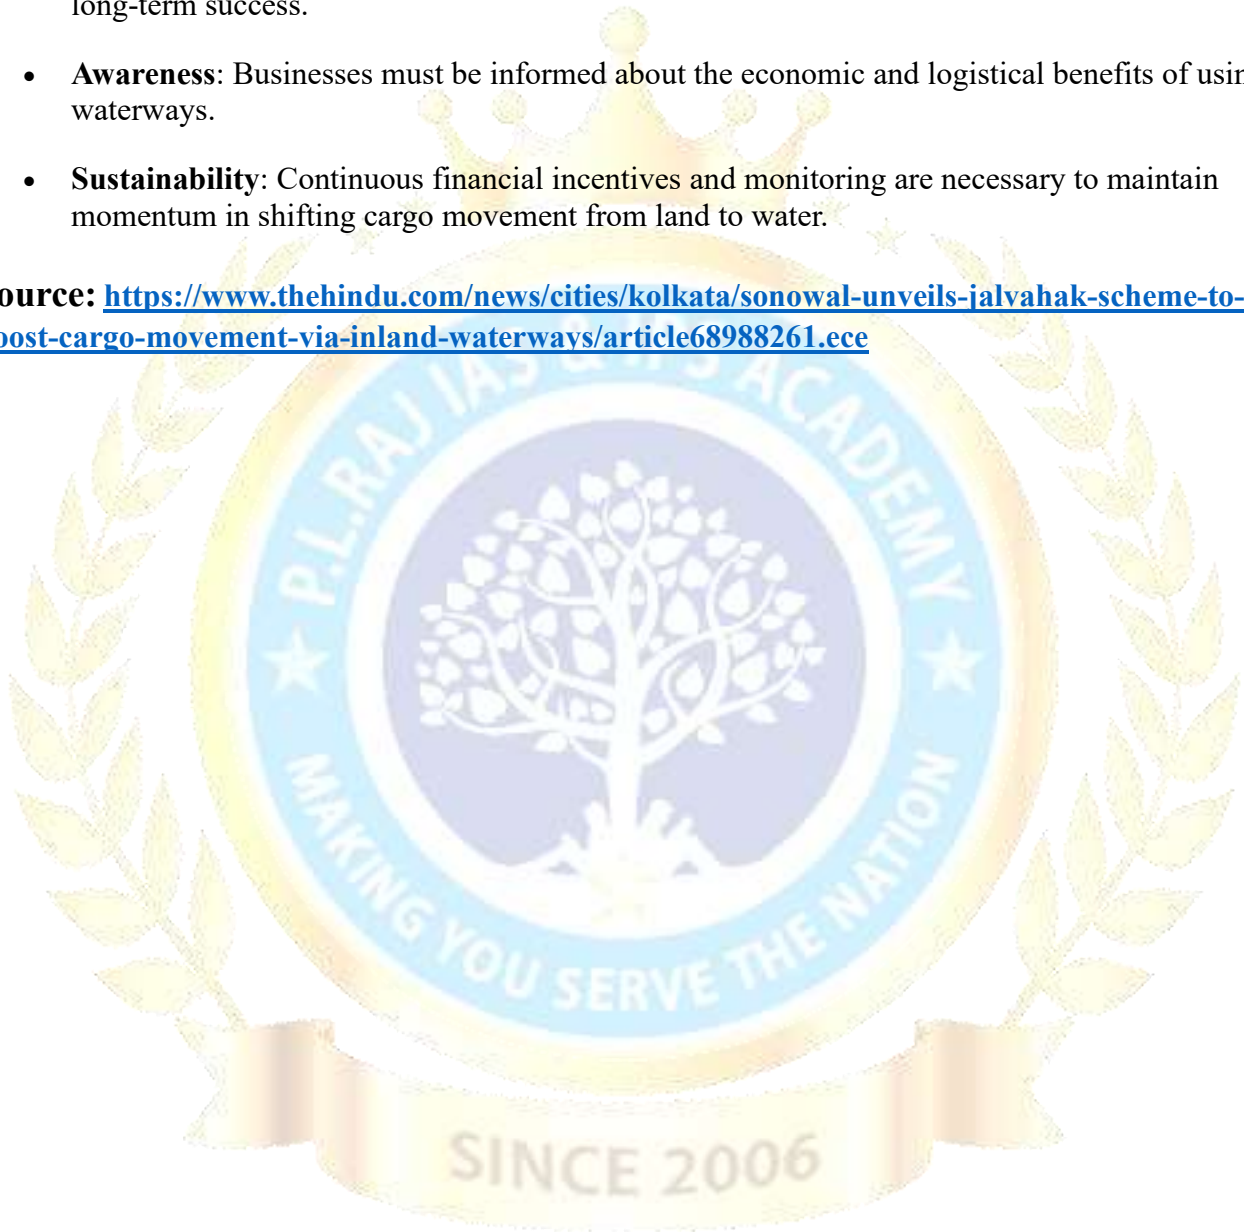 long-term success.
• Awareness: Businesses must be informed about the economic and logistical benefits of usin
waterways.
• Sustainability: Continuous financial incentives and monitoring are necessary to maintain
momentum in shifting cargo movement from land to water.
ource: https://www.thehindu.com/news/cities/kolkata/sonowal-unveils-jalvahak-scheme-to-
oost-cargo-movement-via-inland-waterways/article68988261.ece
P.L.RAJ IAS & IPS ACADEMY
MAKING YOU SERVE THE NATION
SINCE 2006